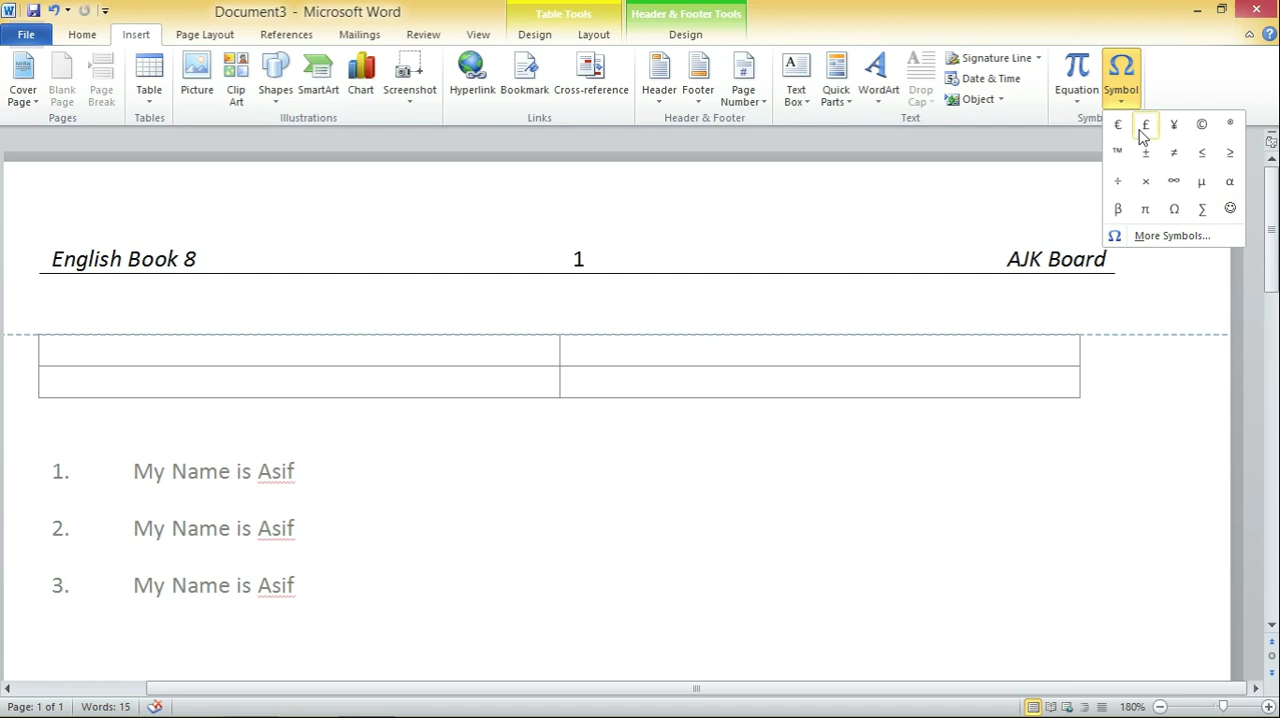 Document3 - Microsoft Word
Table Tools
Header & Footer Tools
File Home Insert Page Layout References Mailings Review View Design Layout Design
Cover Page
Blank Page
Page Break
Table
Picture
Clip Art
Shapes
SmartArt
Chart
Screenshot
Hyperlink
Bookmark
Cross-reference
Header
Footer
Page Number
Text Box
Quick Parts
WordArt
Drop Cap
Signature Line
Date & Time
Object
Equation
Symbol
Pages Tables Illustrations Links Header & Footer Text Symb
€ £ ¥ © ®
™ ± ≠ ≤ ≥
÷ × ∞ µ α
β π Ω ∑ ☺
Ω More Symbols...
English Book 8 1 AJK Board
1. My Name is Asif
2. My Name is Asif
3. My Name is Asif
Page: 1 of 1 Words: 15 180%